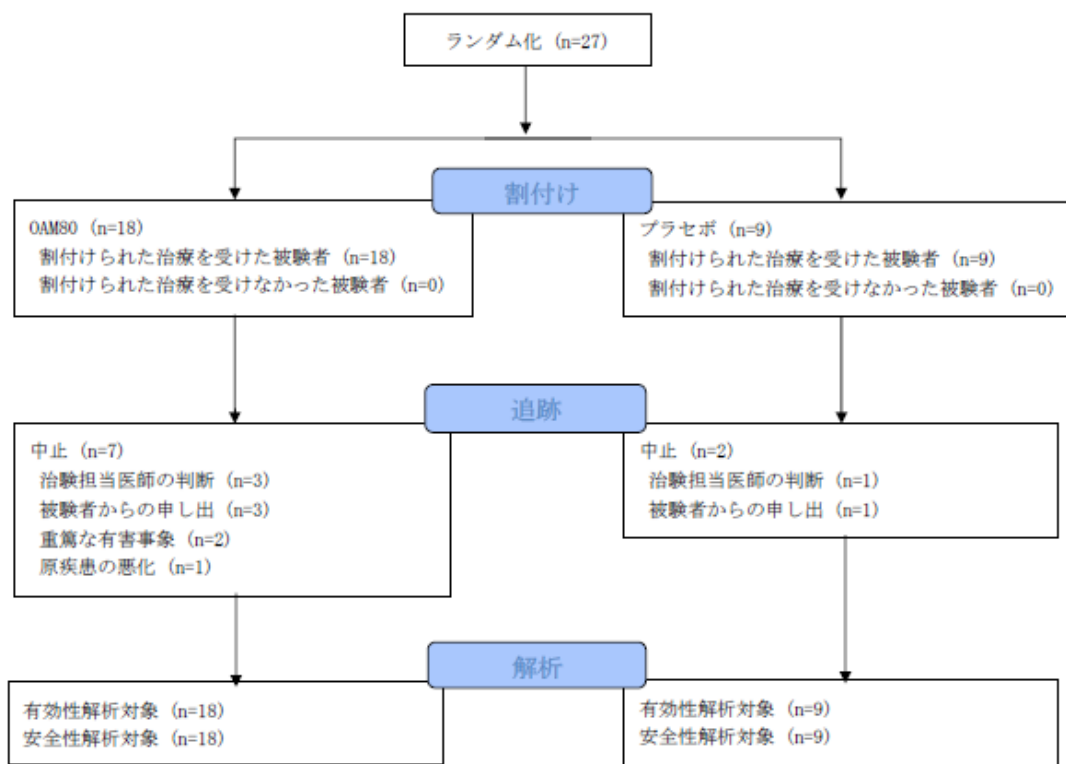 ランダム化 (n=27)
割付け
OAM80 (n=18)
割付けられた治療を受けた被験者 (n=18)
割付けられた治療を受けなかった被験者 (n=0)
プラセボ (n=9)
割付けられた治療を受けた被験者 (n=9)
割付けられた治療を受けなかった被験者 (n=0)
追跡
中止 (n=7)
治験担当医師の判断 (n=3)
被験者からの申し出 (n=3)
重篤な有害事象 (n=2)
原疾患の悪化 (n=1)
中止 (n=2)
治験担当医師の判断 (n=1)
被験者からの申し出 (n=1)
解析
有効性解析対象 (n=18)
安全性解析対象 (n=18)
有効性解析対象 (n=9)
安全性解析対象 (n=9)